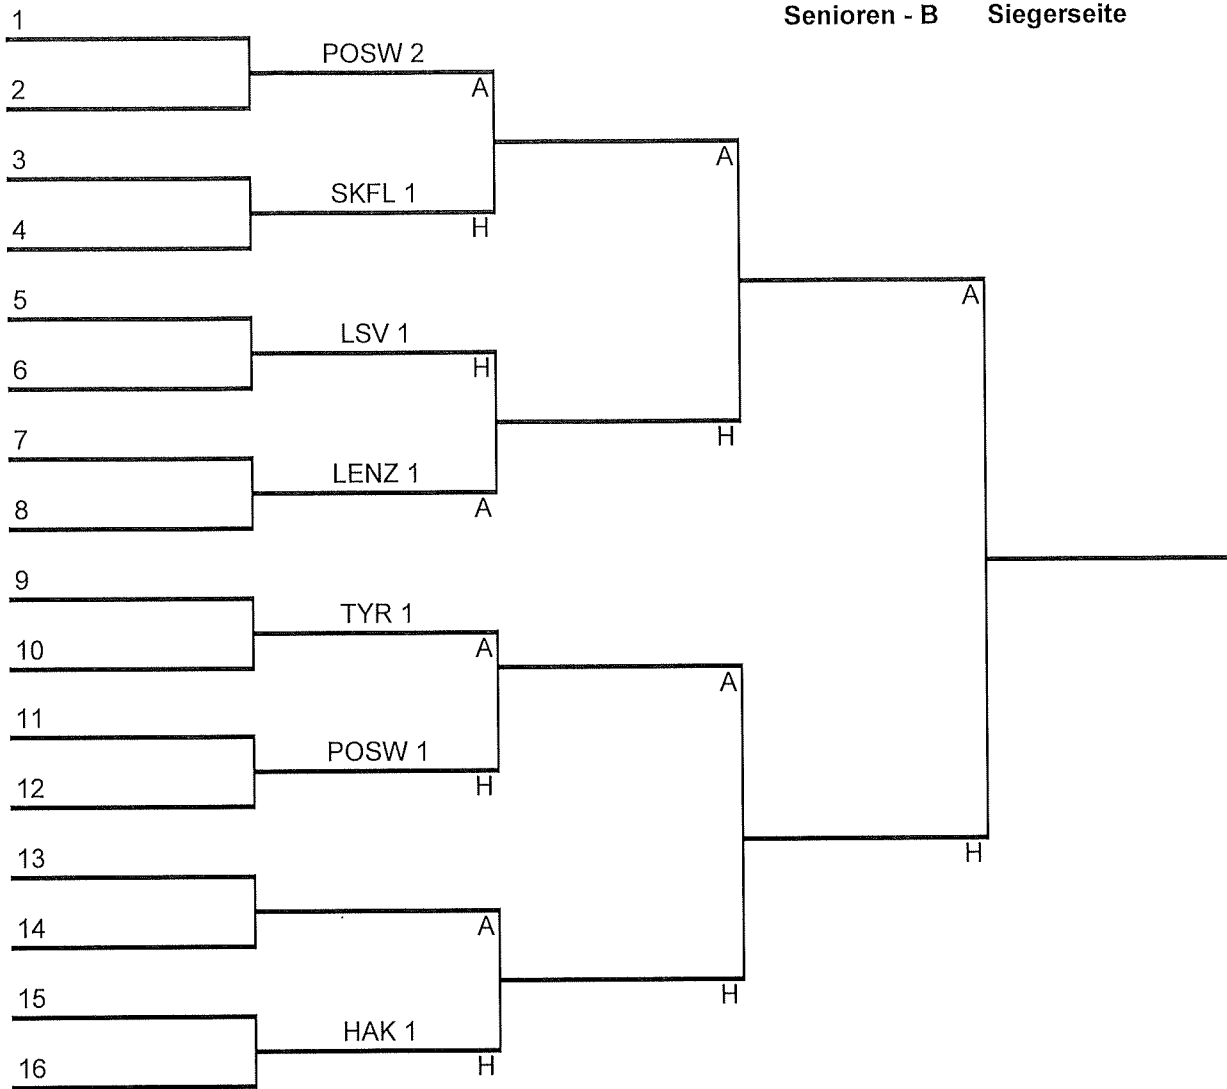 Senioren - B Siegerseite
1
POSW 2
A
2
A
3
SKFL 1
H
4
A
5
LSV 1
H
6
H
7
LENZ 1
A
8
9
TYR 1
A
10
A
11
POSW 1
H
12
H
13
A
14
H
15
HAK 1
H
16